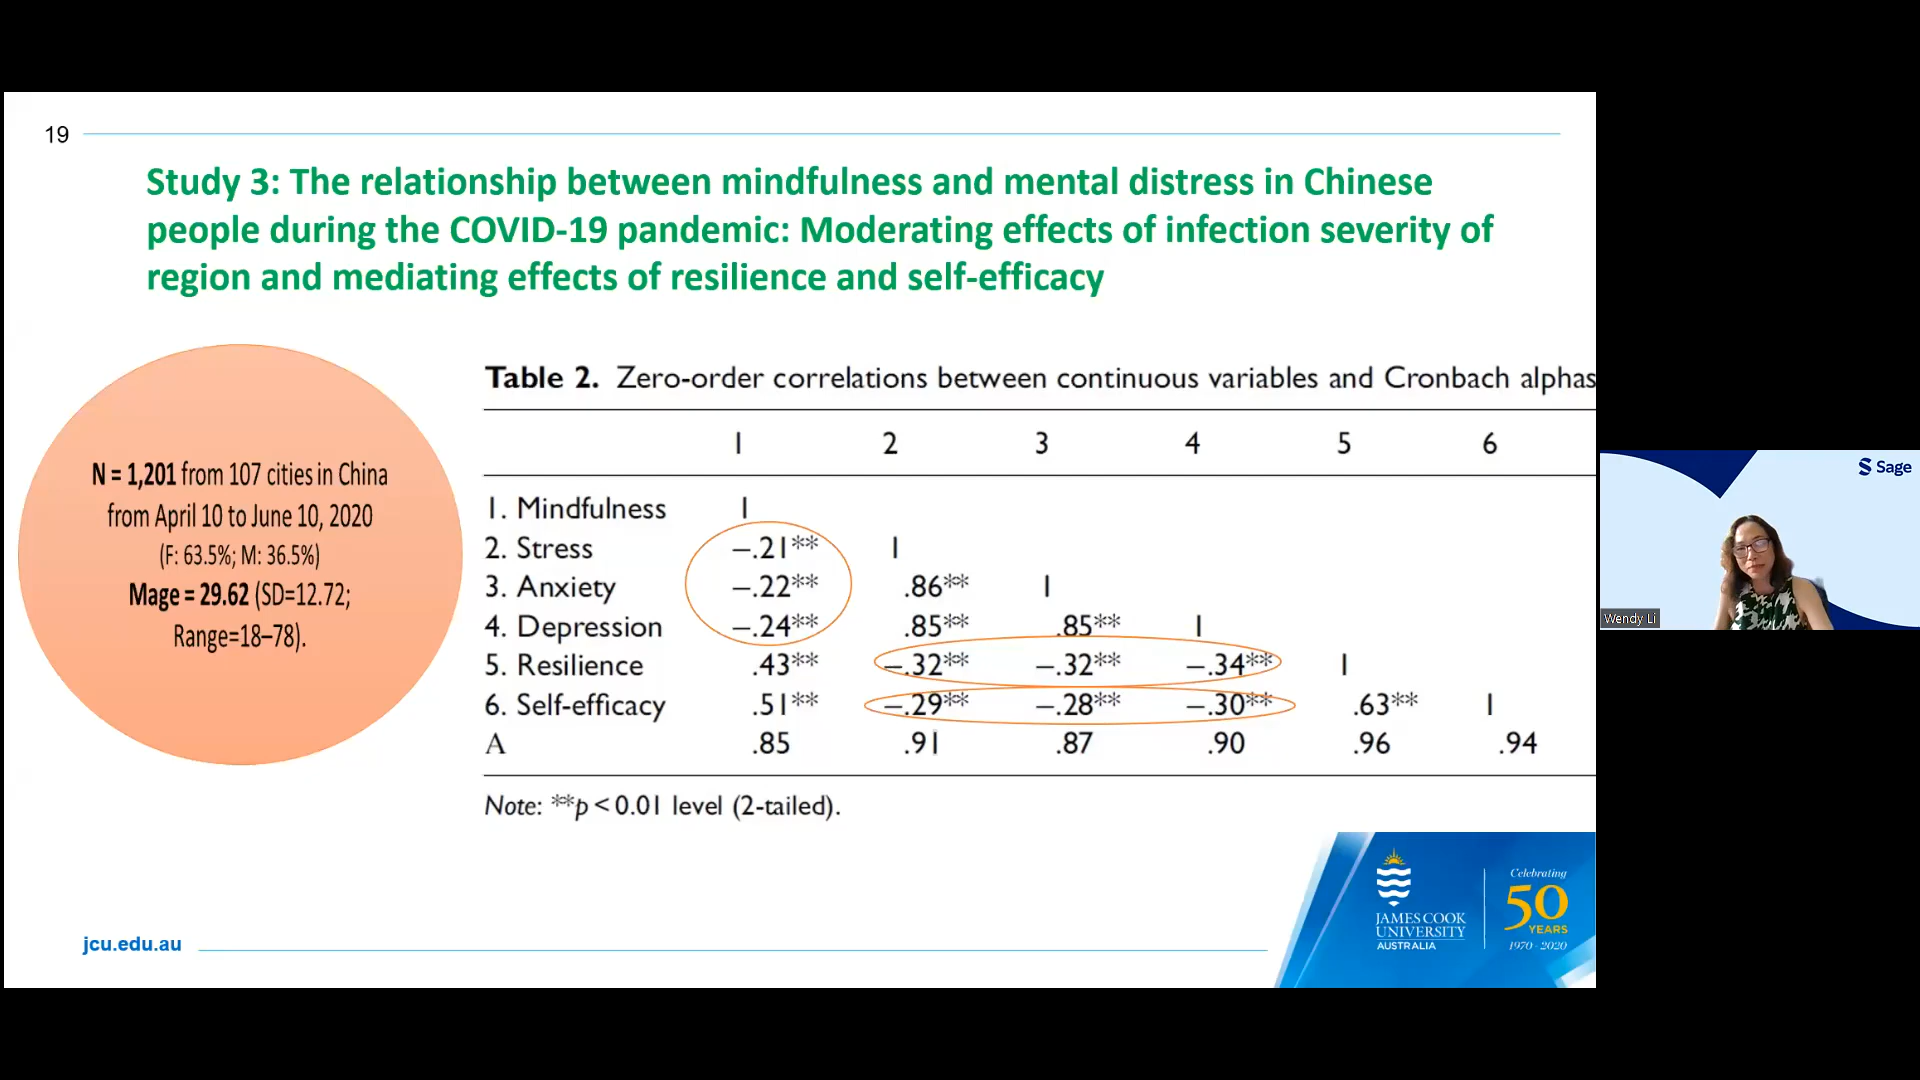 19
Study 3: The relationship between mindfulness and mental distress in Chinese
people during the COVID-19 pandemic: Moderating effects of infection severity of
region and mediating effects of resilience and self-efficacy
N = 1,201 from 107 cities in China
from April 10 to June 10, 2020
(F: 63.5%; M: 36.5%)
Mage = 29.62 (SD=12.72;
Range=18–78).
Table 2. Zero-order correlations between continuous variables and Cronbach alphas
1 2 3 4 5 6
1. Mindfulness 1
2. Stress –.21** 1
3. Anxiety –.22** .86** 1
4. Depression –.24** .85** .85** 1
5. Resilience .43** –.32** –.32** –.34** 1
6. Self-efficacy .51** –.29** –.28** –.30** .63** 1
A .85 .91 .87 .90 .96 .94
Note: **p < 0.01 level (2-tailed).
jcu.edu.au
JAMES COOK
UNIVERSITY
AUSTRALIA
Celebrating
50
YEARS
1970 - 2020
Sage
Wendy Li